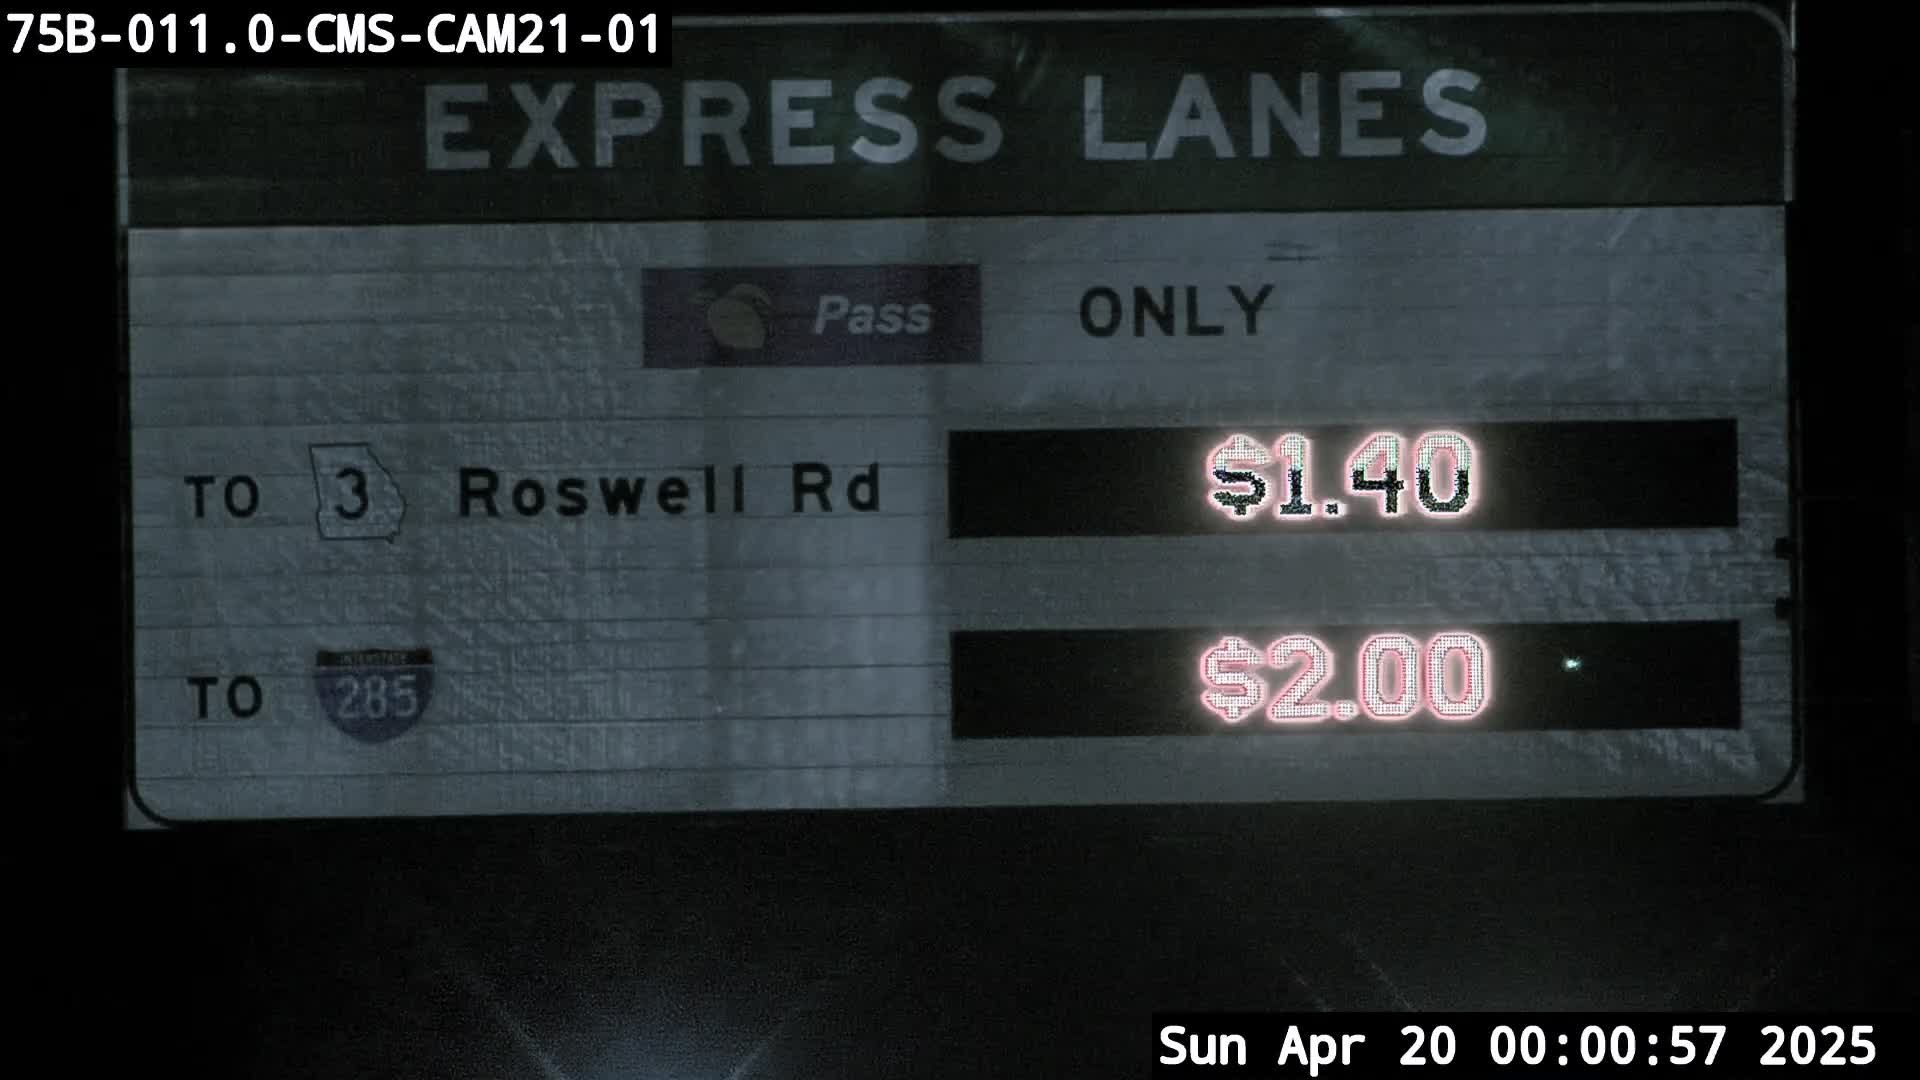 75B-011.0-CMS-CAM21-01
EXPRESS LANES
Pass ONLY
TO 3 Roswell Rd $1.40
TO INTERSTATE 285 $2.00
Sun Apr 20 00:00:57 2025